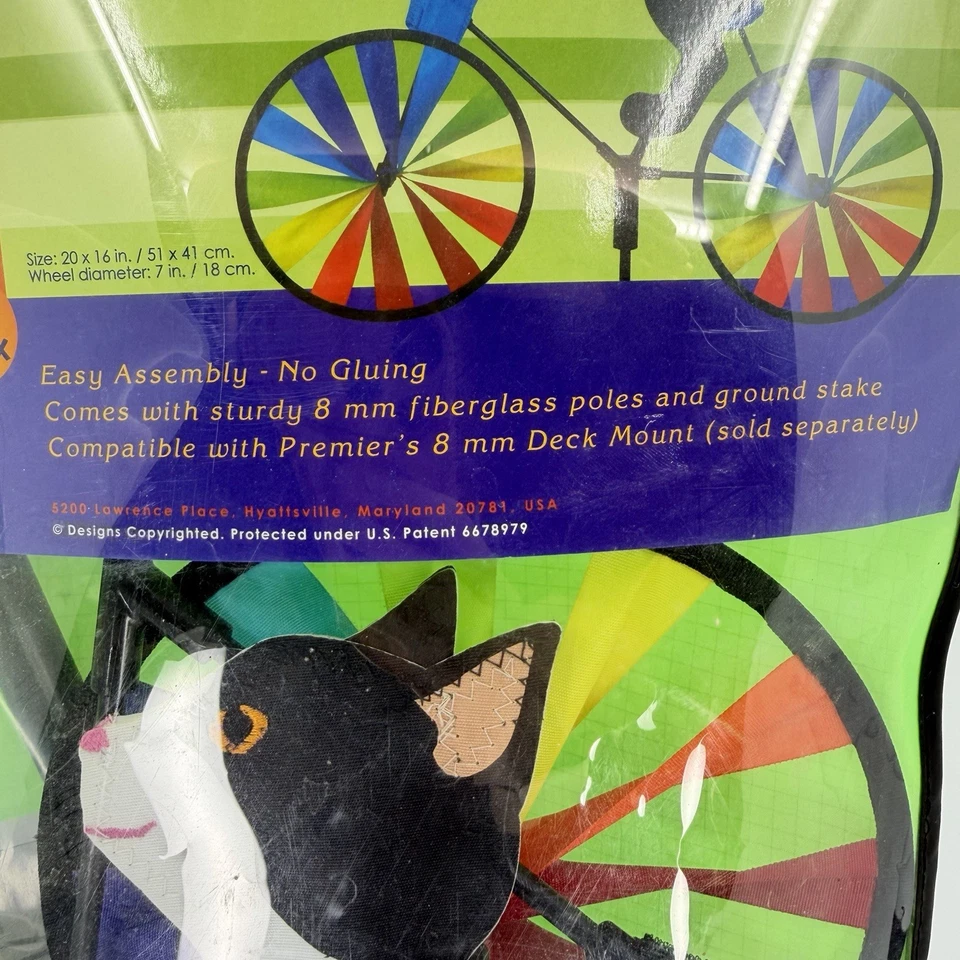 Size: 20 x 16 in. / 51 x 41 cm.
Wheel diameter: 7 in. / 18 cm.
Easy Assembly - No Gluing
Comes with sturdy 8 mm fiberglass poles and ground stake
Compatible with Premier's 8 mm Deck Mount (sold separately)
5200 Lawrence Place, Hyattsville, Maryland 20781, USA
© Designs Copyrighted. Protected under U.S. Patent 6678979